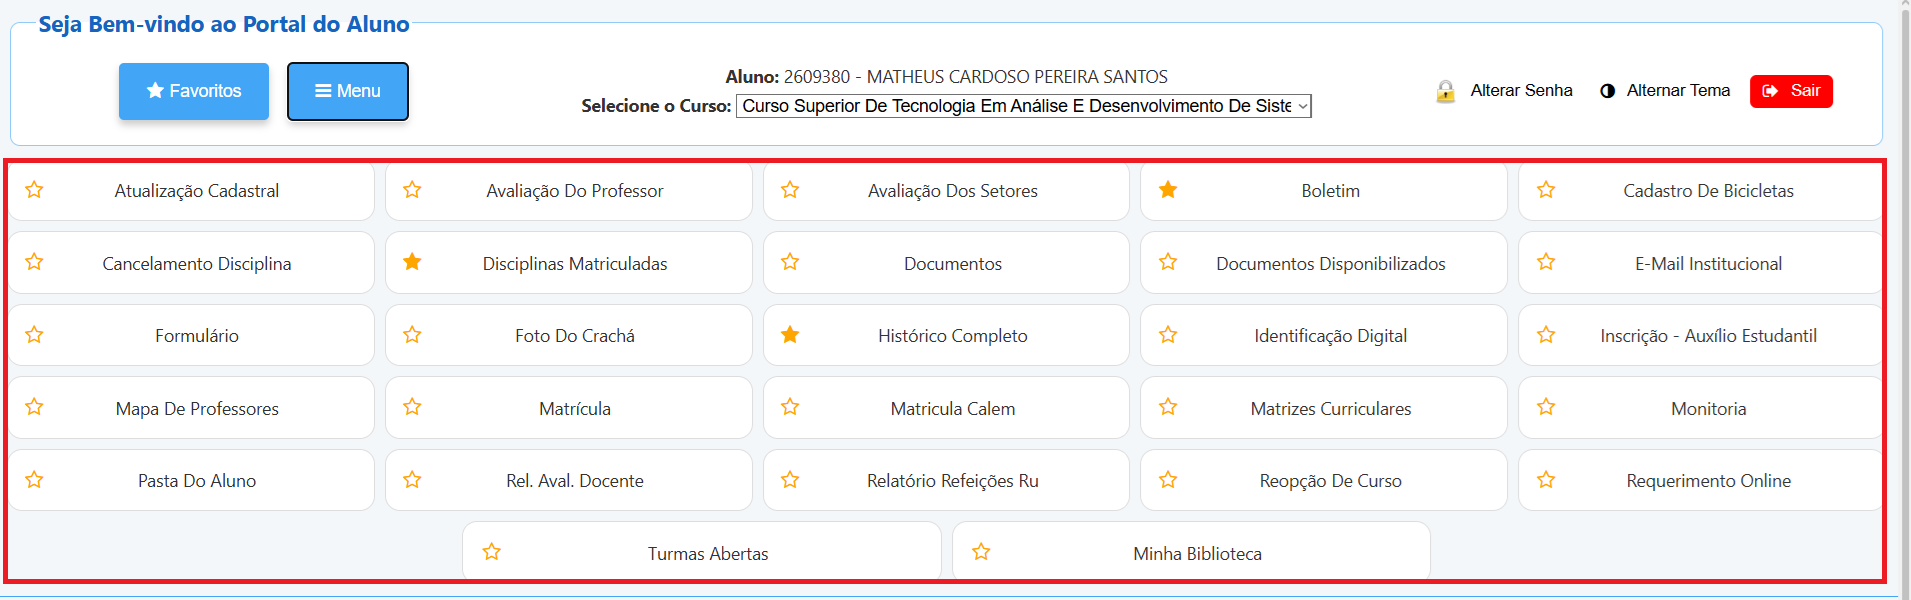 Seja Bem-vindo ao Portal do Aluno
Favoritos
Menu
Aluno: 2609380 - MATHEUS CARDOSO PEREIRA SANTOS
Selecione o Curso: Curso Superior De Tecnologia Em Análise E Desenvolvimento De Siste
Alterar Senha
Alternar Tema
Sair
Atualização Cadastral
Avaliação Do Professor
Avaliação Dos Setores
Boletim
Cadastro De Bicicletas
Cancelamento Disciplina
Disciplinas Matriculadas
Documentos
Documentos Disponibilizados
E-Mail Institucional
Formulário
Foto Do Crachá
Histórico Completo
Identificação Digital
Inscrição - Auxílio Estudantil
Mapa De Professores
Matrícula
Matricula Calem
Matrizes Curriculares
Monitoria
Pasta Do Aluno
Rel. Aval. Docente
Relatório Refeições Ru
Reopção De Curso
Requerimento Online
Turmas Abertas
Minha Biblioteca